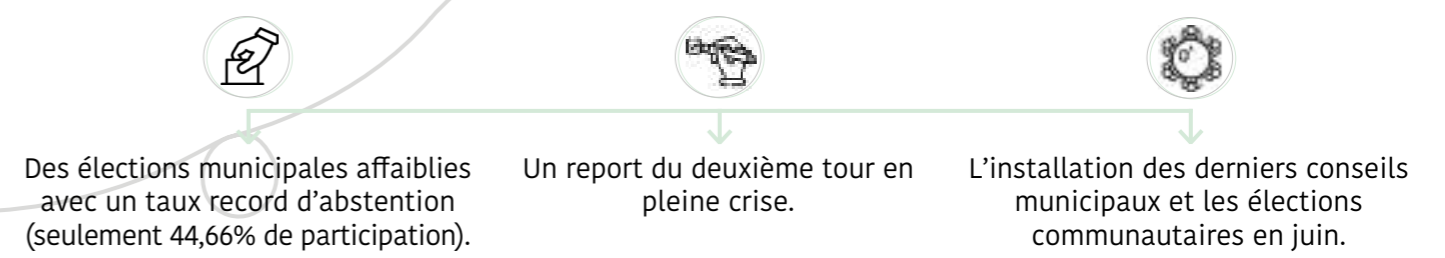 Des élections municipales affaiblies
avec un taux record d’abstention
(seulement 44,66% de participation).
Un report du deuxième tour en
pleine crise.
L’installation des derniers conseils
municipaux et les élections
communautaires en juin.